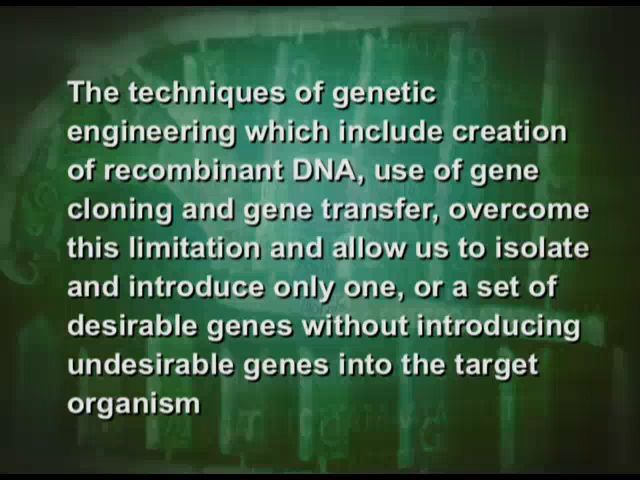 The techniques of genetic
engineering which include creation
of recombinant DNA, use of gene
cloning and gene transfer, overcome
this limitation and allow us to isolate
and introduce only one, or a set of
desirable genes without introducing
undesirable genes into the target
organism